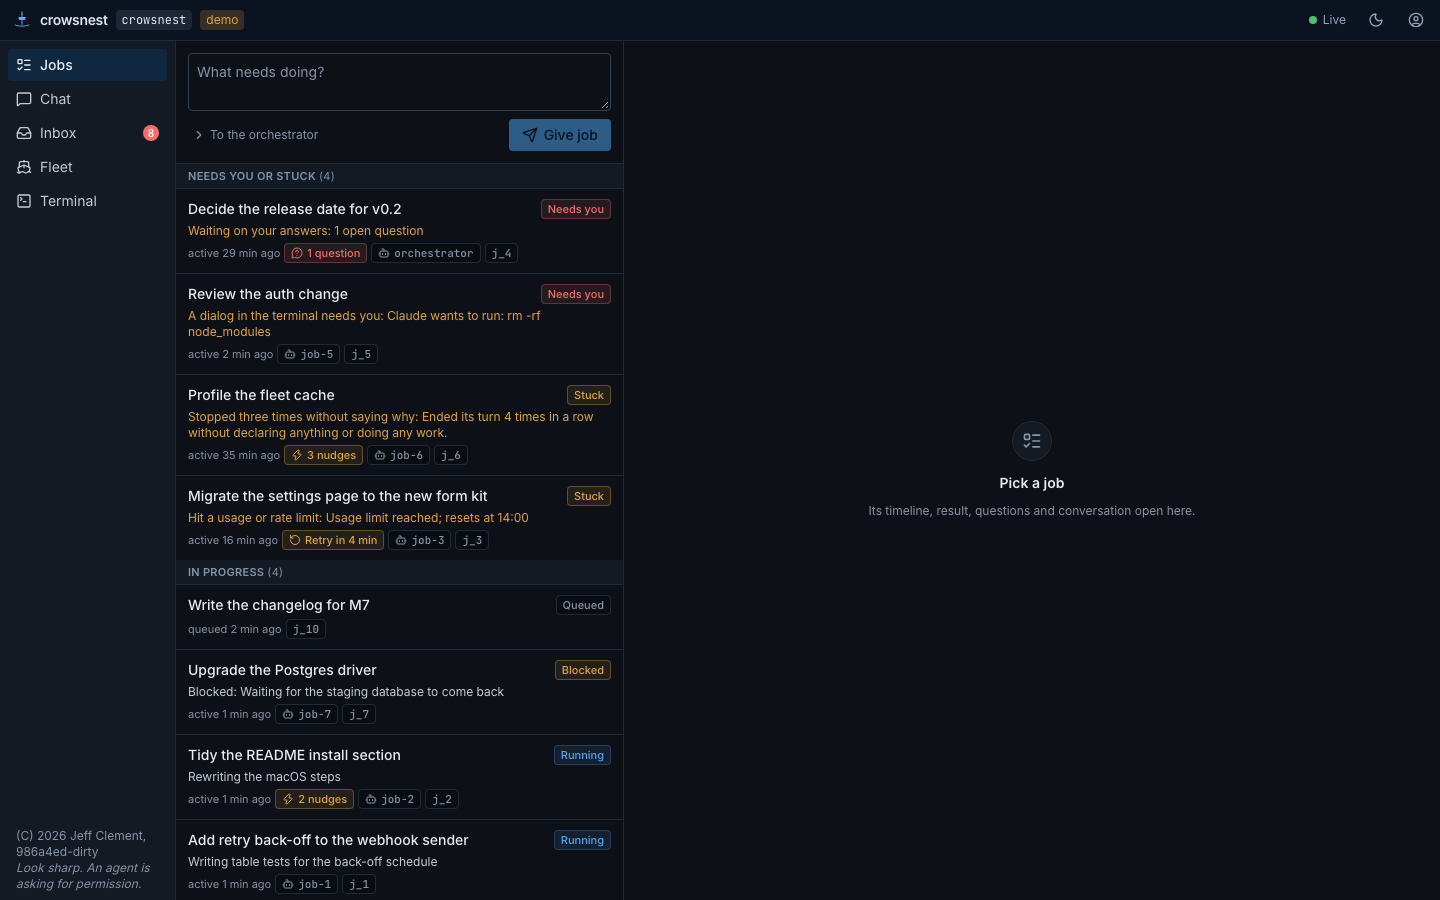 crowsnest crowsnest demo
Live
Jobs
Chat
Inbox 8
Fleet
Terminal
(C) 2026 Jeff Clement,
986a4ed-dirty
Look sharp. An agent is
asking for permission.
What needs doing?
To the orchestrator
Give job
NEEDS YOU OR STUCK (4)
Decide the release date for v0.2 Needs you
Waiting on your answers: 1 open question
active 29 min ago 1 question orchestrator j_4
Review the auth change Needs you
A dialog in the terminal needs you: Claude wants to run: rm -rf
node_modules
active 2 min ago job-5 j_5
Profile the fleet cache Stuck
Stopped three times without saying why: Ended its turn 4 times in a row
without declaring anything or doing any work.
active 35 min ago 3 nudges job-6 j_6
Migrate the settings page to the new form kit Stuck
Hit a usage or rate limit: Usage limit reached; resets at 14:00
active 16 min ago Retry in 4 min job-3 j_3
IN PROGRESS (4)
Write the changelog for M7 Queued
queued 2 min ago j_10
Upgrade the Postgres driver Blocked
Blocked: Waiting for the staging database to come back
active 1 min ago job-7 j_7
Tidy the README install section Running
Rewriting the macOS steps
active 1 min ago 2 nudges job-2 j_2
Add retry back-off to the webhook sender Running
Writing table tests for the back-off schedule
active 1 min ago job-1 j_1
Pick a job
Its timeline, result, questions and conversation open here.